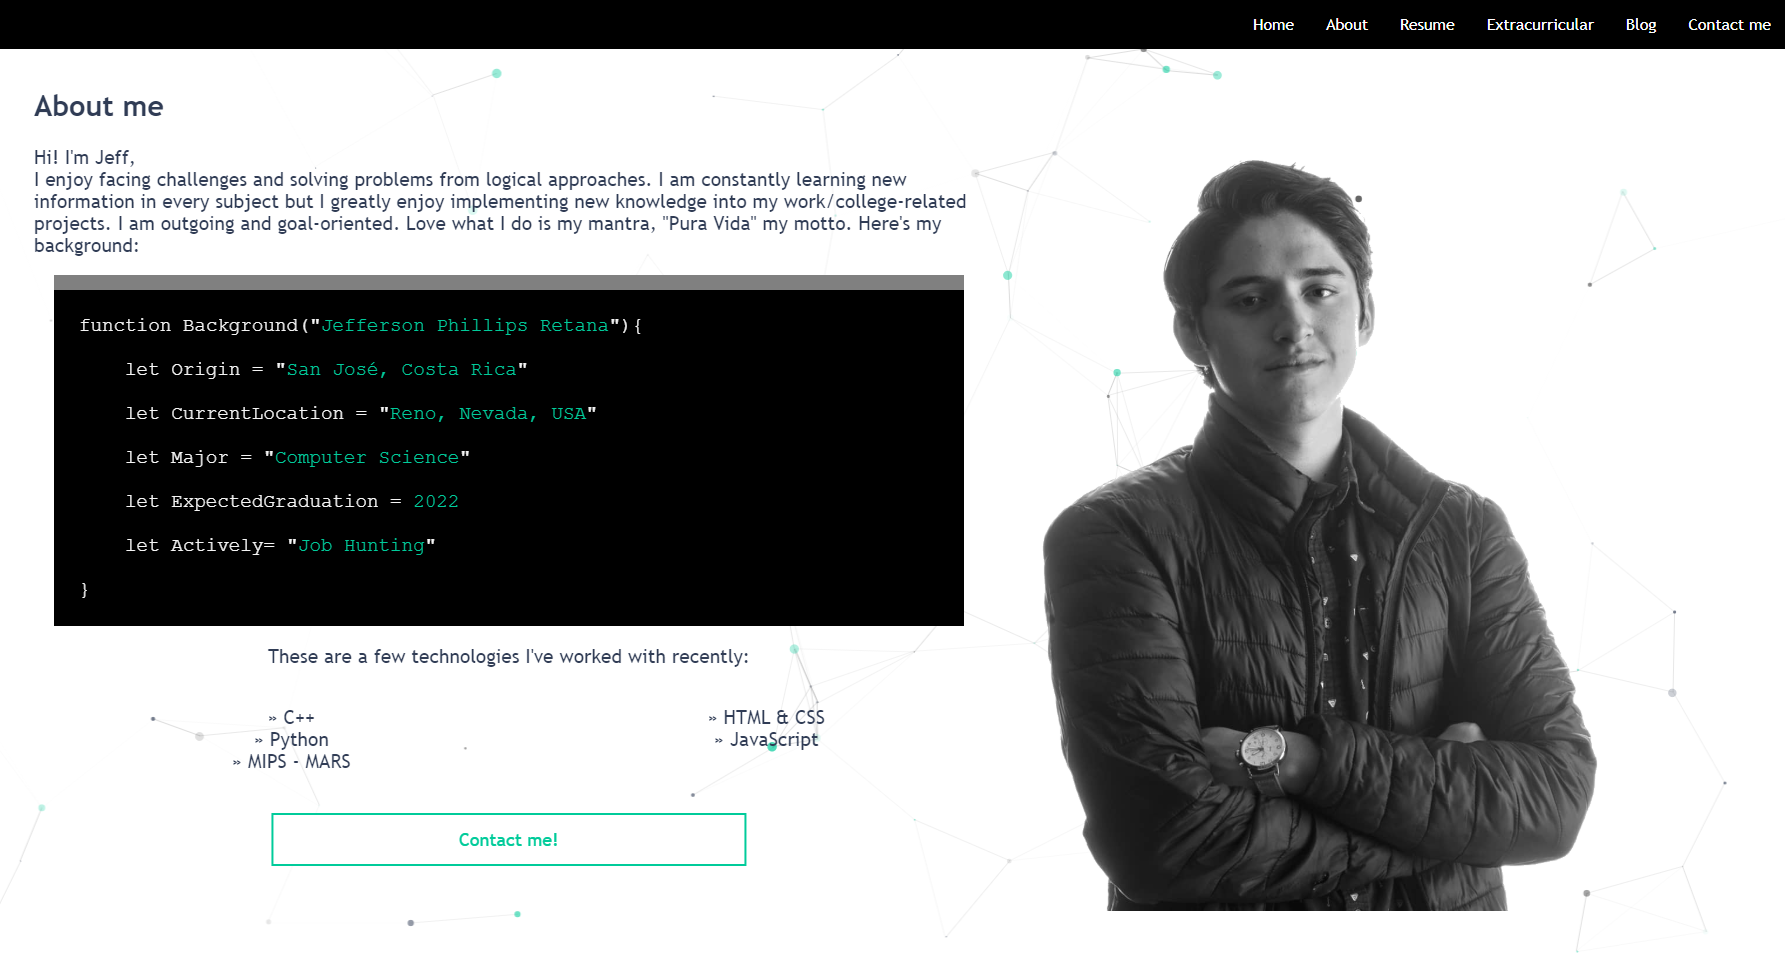 Home About Resume Extracurricular Blog Contact me
About me
Hi! I'm Jeff,
I enjoy facing challenges and solving problems from logical approaches. I am constantly learning new
information in every subject but I greatly enjoy implementing new knowledge into my work/college-related
projects. I am outgoing and goal-oriented. Love what I do is my mantra, "Pura Vida" my motto. Here's my
background:
function Background("Jefferson Phillips Retana"){
let Origin = "San José, Costa Rica"
let CurrentLocation = "Reno, Nevada, USA"
let Major = "Computer Science"
let ExpectedGraduation = 2022
let Actively= "Job Hunting"
}
These are a few technologies I've worked with recently:
» C++
» Python
» MIPS - MARS
» HTML & CSS
» JavaScript
Contact me!